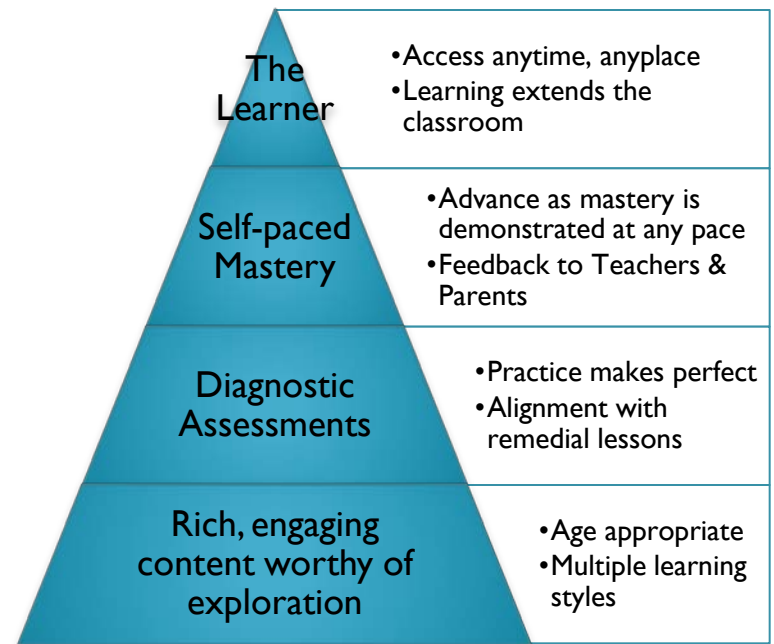 The
Learner
•Access anytime, anyplace
•Learning extends the
classroom
Self-paced
Mastery
•Advance as mastery is
demonstrated at any pace
•Feedback to Teachers &
Parents
Diagnostic
Assessments
•Practice makes perfect
•Alignment with
remedial lessons
Rich, engaging
content worthy of
exploration
•Age appropriate
•Multiple learning
styles